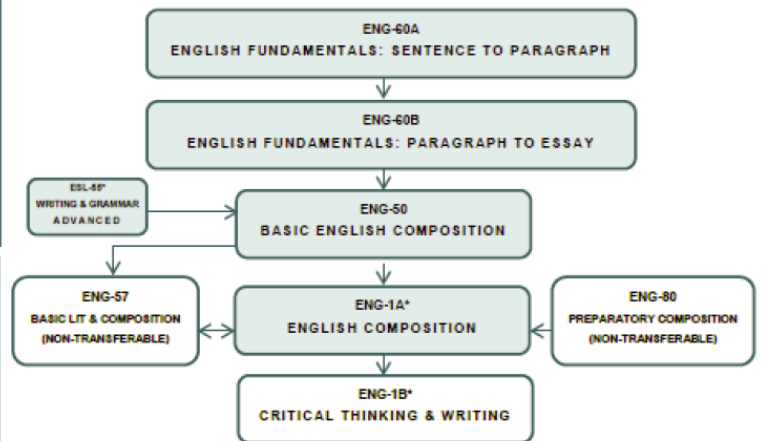 ENG-60A
ENGLISH FUNDAMENTALS: SENTENCE TO PARAGRAPH
ENG-60B
ENGLISH FUNDAMENTALS: PARAGRAPH TO ESSAY
ESL-55*
WRITING & GRAMMAR
ADVANCED
ENG-50
BASIC ENGLISH COMPOSITION
ENG-57
BASIC LIT & COMPOSITION
(NON-TRANSFERABLE)
ENG-1A*
ENGLISH COMPOSITION
ENG-80
PREPARATORY COMPOSITION
(NON-TRANSFERABLE)
ENG-1B*
CRITICAL THINKING & WRITING